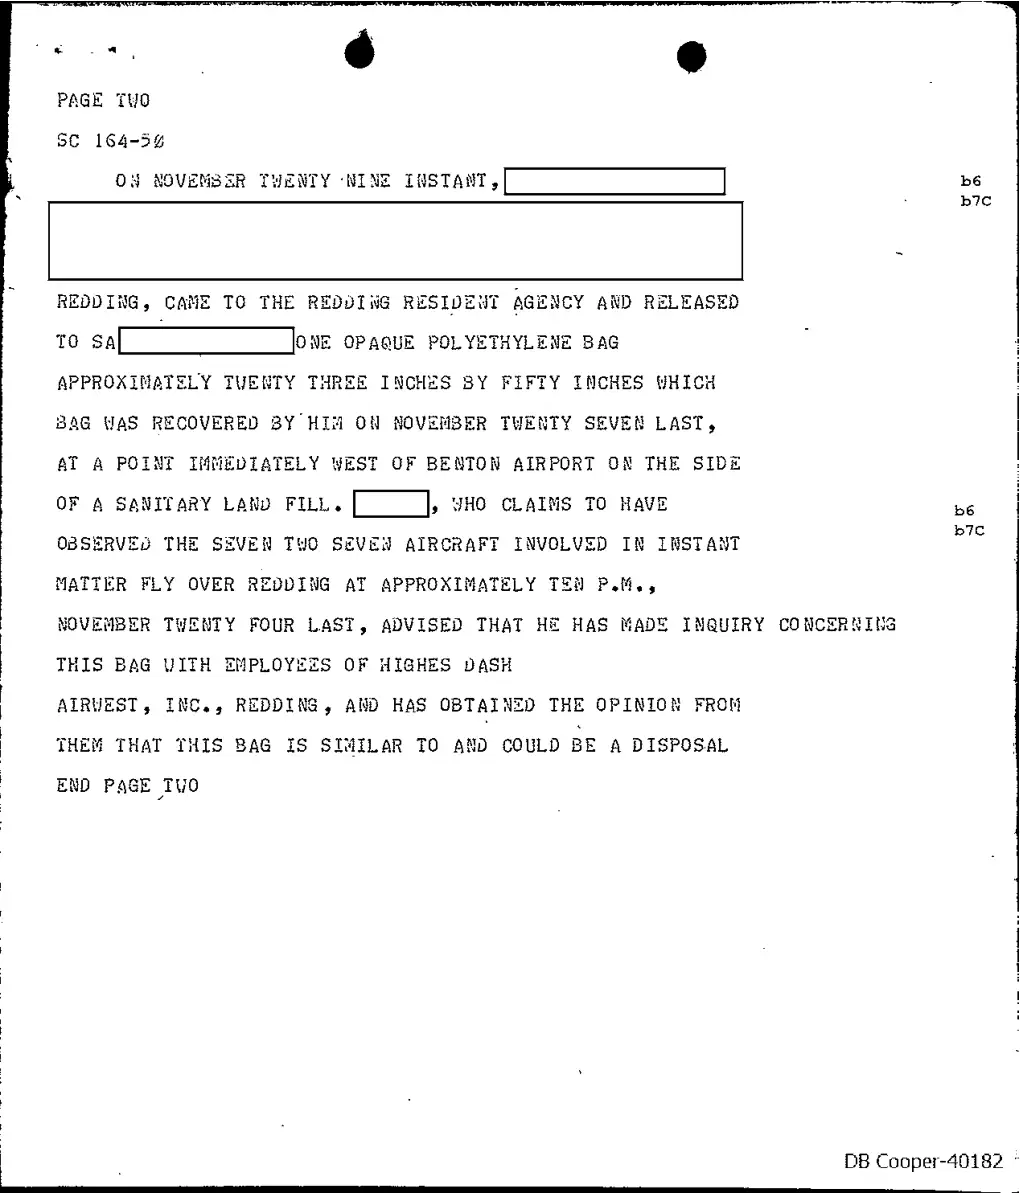 PAGE TWO
SC 164-50
ON NOVEMBER TWENTY NINE INSTANT,
b6
b7C
REDDING, CAME TO THE REDDING RESIDENT AGENCY AND RELEASED
TO SA ONE OPAQUE POLYETHYLENE BAG
APPROXIMATELY TWENTY THREE INCHES BY FIFTY INCHES WHICH
BAG WAS RECOVERED BY HIM ON NOVEMBER TWENTY SEVEN LAST,
AT A POINT IMMEDIATELY WEST OF BENTON AIRPORT ON THE SIDE
OF A SANITARY LAND FILL. , WHO CLAIMS TO HAVE
b6
b7C
OBSERVED THE SEVEN TWO SEVEN AIRCRAFT INVOLVED IN INSTANT
MATTER FLY OVER REDDING AT APPROXIMATELY TEN P.M.,
NOVEMBER TWENTY FOUR LAST, ADVISED THAT HE HAS MADE INQUIRY CONCERNING
THIS BAG WITH EMPLOYEES OF HIGHES DASH
AIRWEST, INC., REDDING, AND HAS OBTAINED THE OPINION FROM
THEM THAT THIS BAG IS SIMILAR TO AND COULD BE A DISPOSAL
END PAGE TWO
DB Cooper-40182